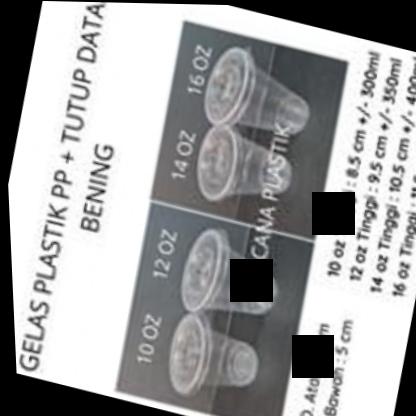 GELAS PLASTIK PP + TUTUP DATA
BENING
16 OZ
14 OZ
12 OZ
10 OZ
CANA PLASTIK
10 oz : 8.5 cm +/- 300ml
12 oz Tinggi : 9.5 cm +/- 350ml
14 oz Tinggi : 10.5 cm +/- 400ml
16 oz Tinggi :
Bawah : 5 cm